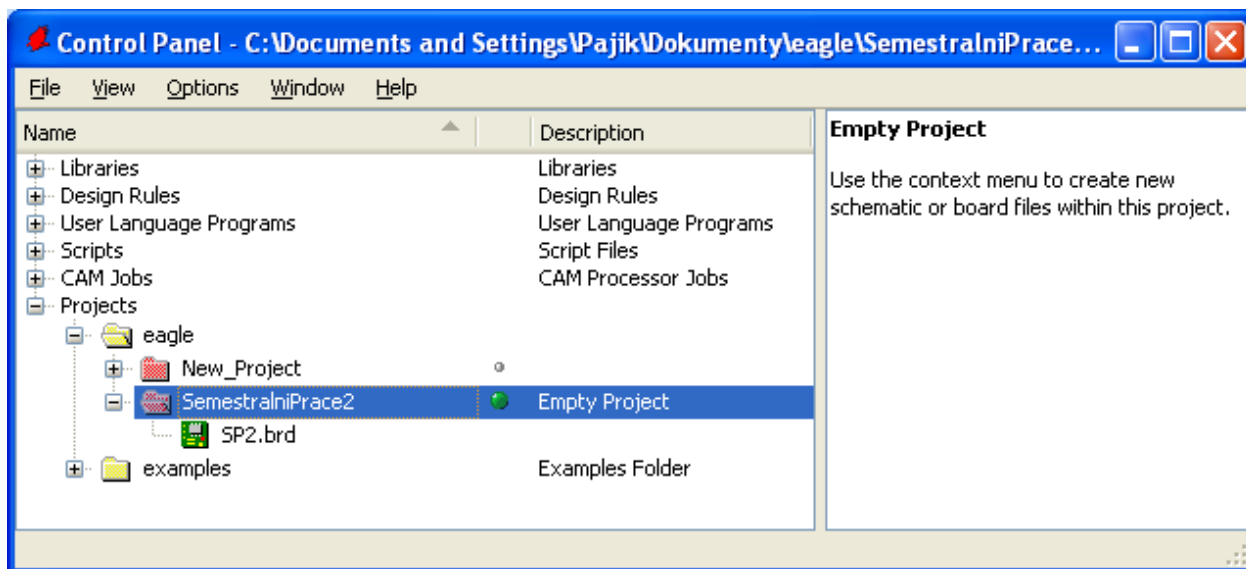 Control Panel - C:\Documents and Settings\Pajik\Dokumenty\eagle\SemestralniPrace...
File View Options Window Help
Name Description
Libraries Libraries
Design Rules Design Rules
User Language Programs User Language Programs
Scripts Script Files
CAM Jobs CAM Processor Jobs
Projects
eagle
New_Project
SemestralniPrace2 Empty Project
SP2.brd
examples Examples Folder
Empty Project
Use the context menu to create new
schematic or board files within this project.